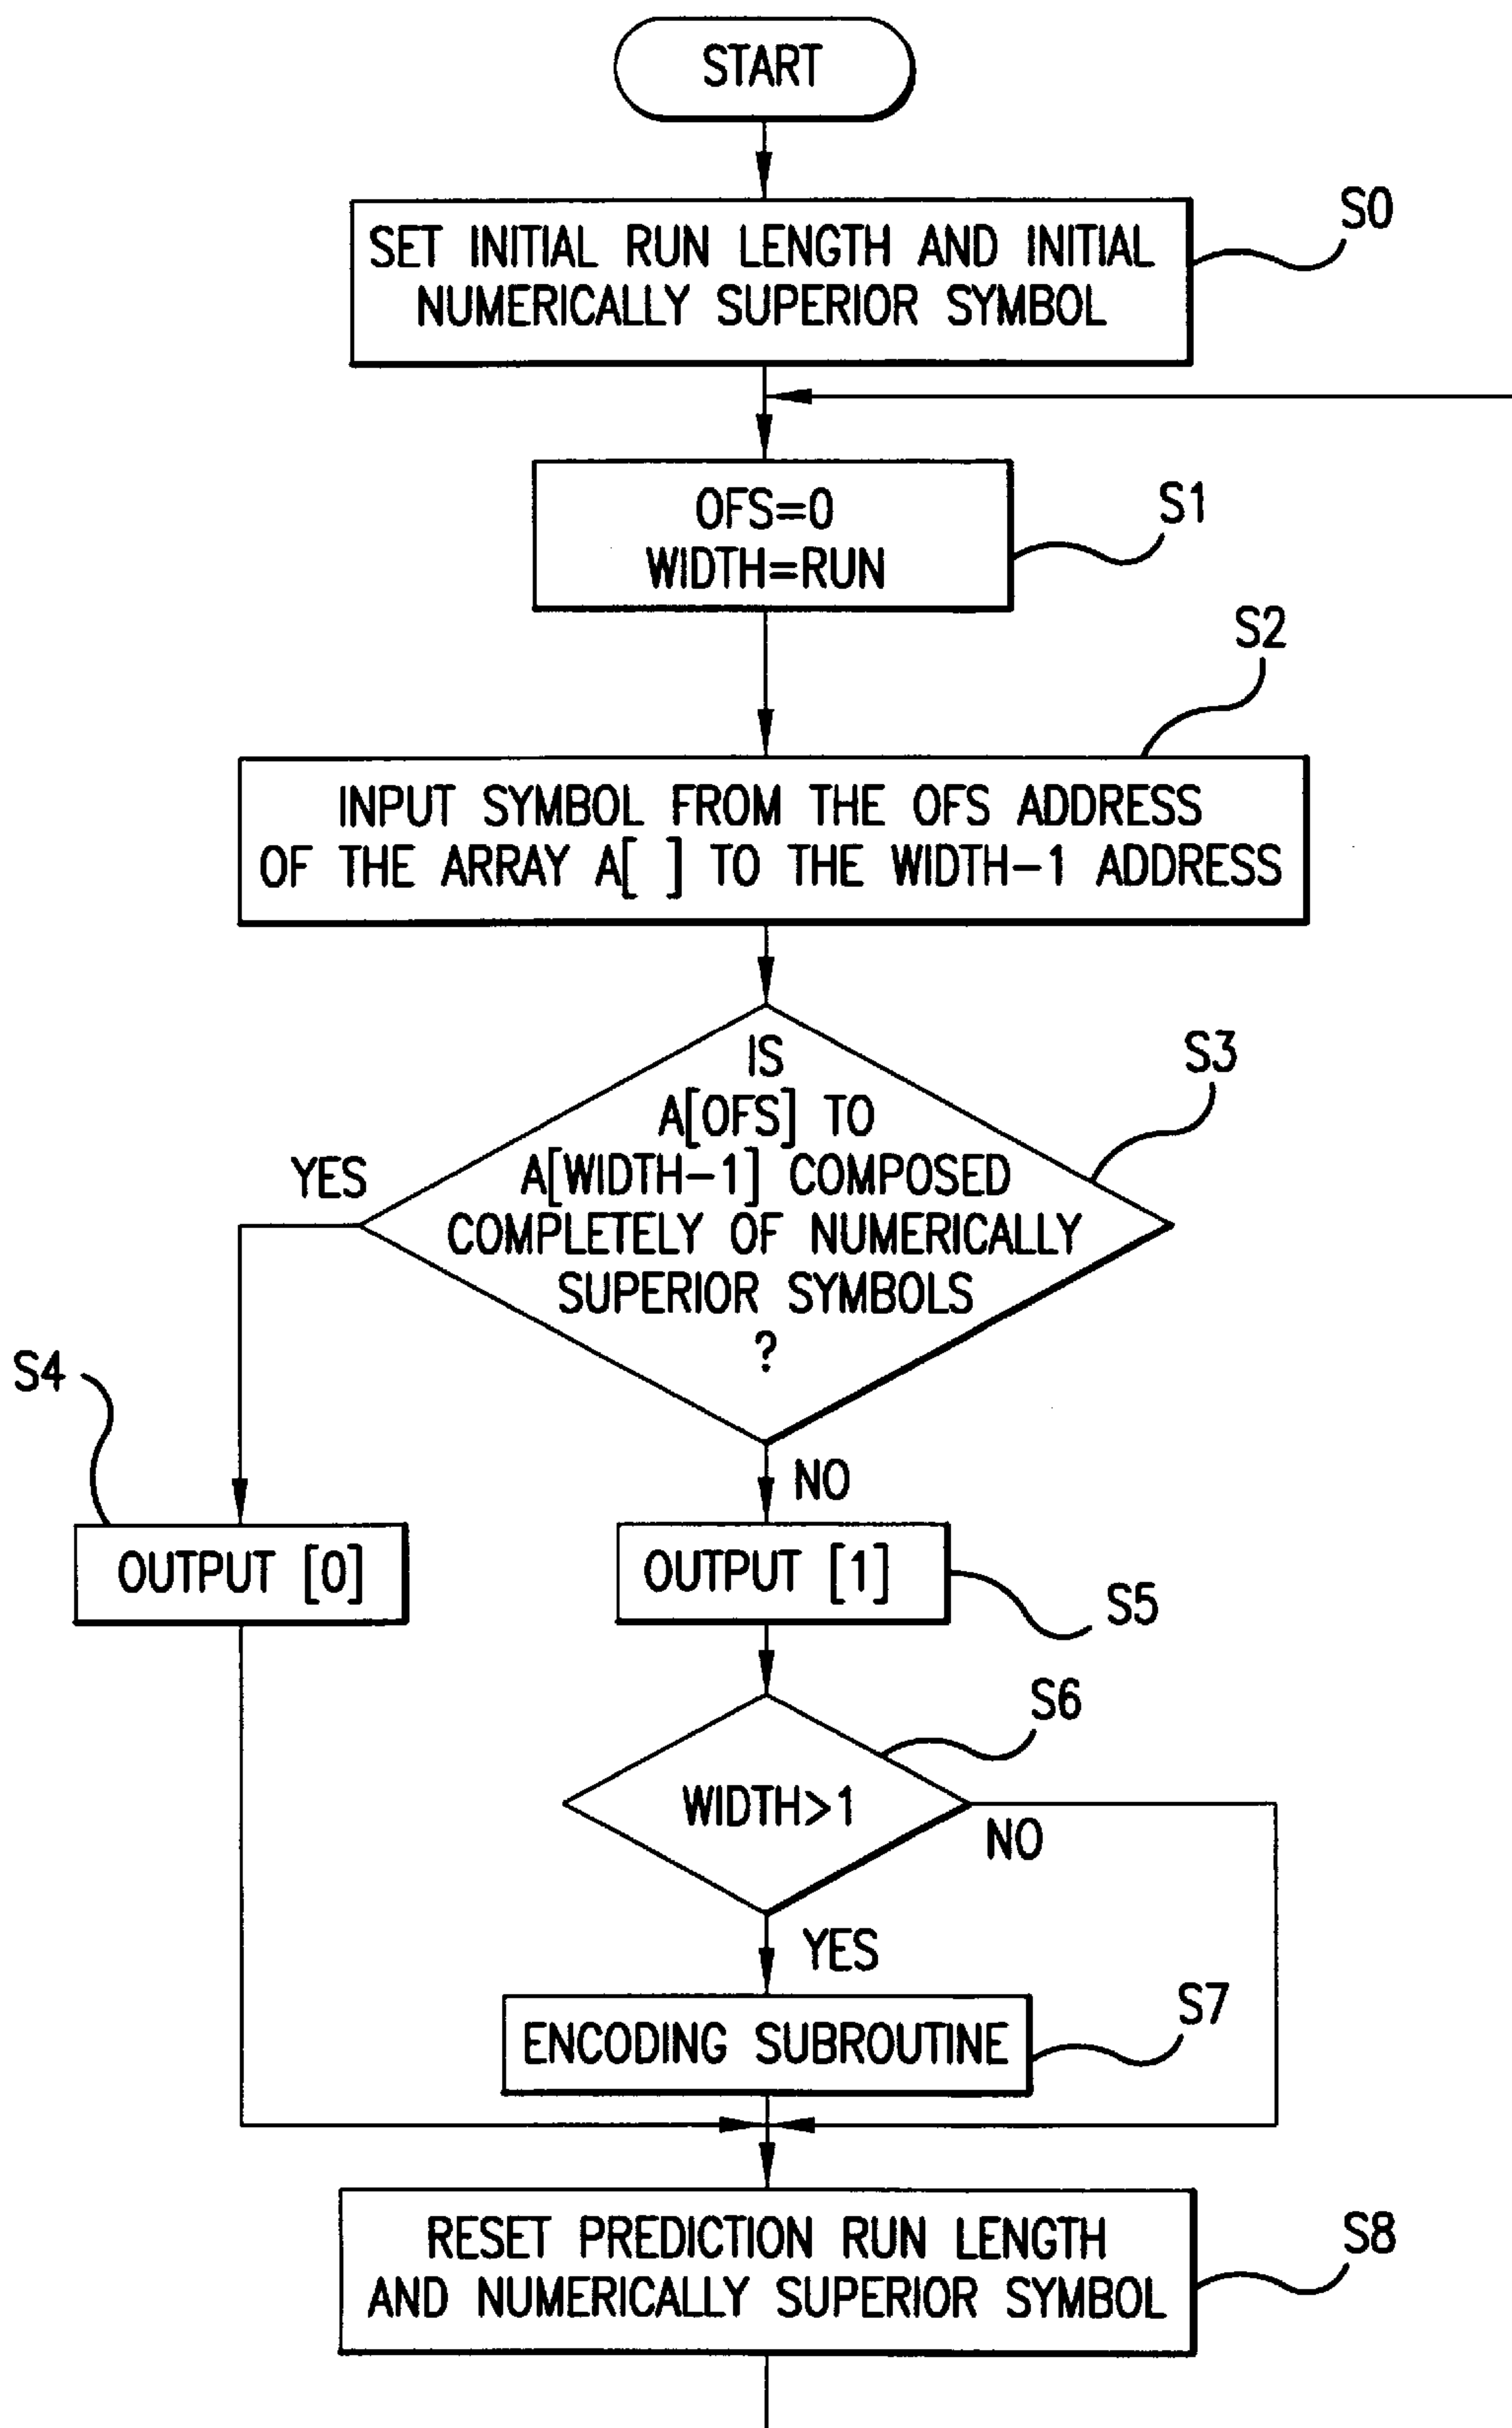 START
SET INITIAL RUN LENGTH AND INITIAL
NUMERICALLY SUPERIOR SYMBOL
S0
OFS=0
WIDTH=RUN
S1
S2
INPUT SYMBOL FROM THE OFS ADDRESS
OF THE ARRAY A[ ] TO THE WIDTH-1 ADDRESS
S3
IS
A[OFS] TO
A[WIDTH-1] COMPOSED
COMPLETELY OF NUMERICALLY
SUPERIOR SYMBOLS
?
YES
NO
S4
OUTPUT [0]
OUTPUT [1]
S5
S6
WIDTH>1
NO
YES
S7
ENCODING SUBROUTINE
RESET PREDICTION RUN LENGTH
AND NUMERICALLY SUPERIOR SYMBOL
S8